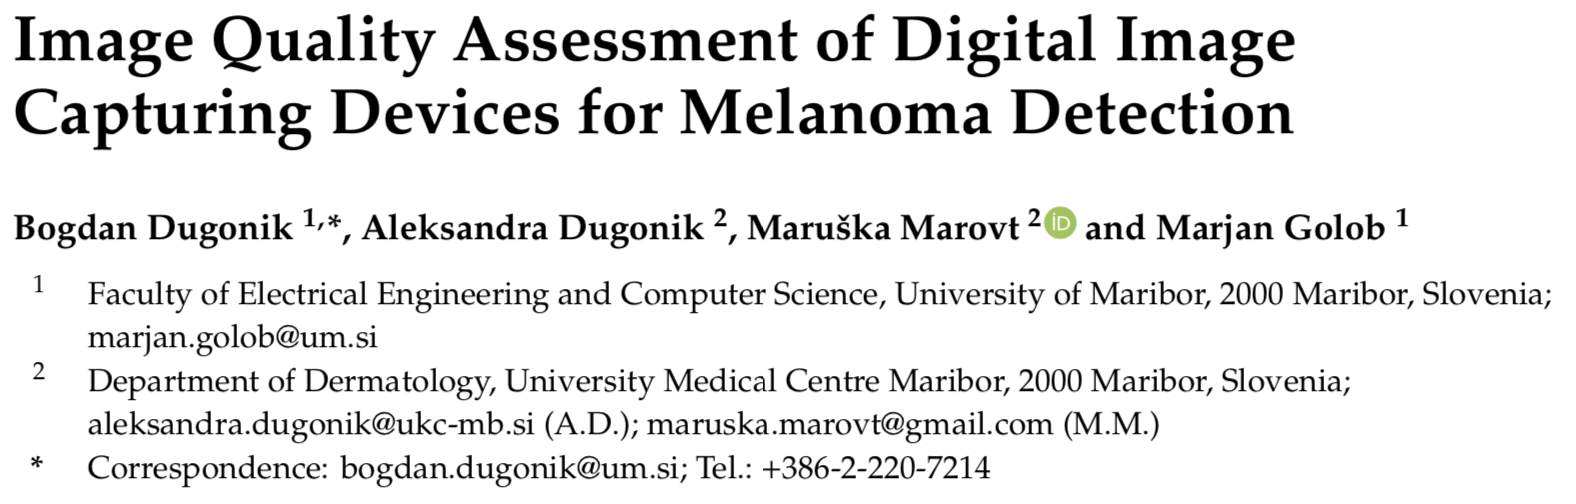 Image Quality Assessment of Digital Image
Capturing Devices for Melanoma Detection
Bogdan Dugonik 1,*, Aleksandra Dugonik 2, Maruška Marovt 2 iD and Marjan Golob 1
1 Faculty of Electrical Engineering and Computer Science, University of Maribor, 2000 Maribor, Slovenia;
marjan.golob@um.si
2 Department of Dermatology, University Medical Centre Maribor, 2000 Maribor, Slovenia;
aleksandra.dugonik@ukc-mb.si (A.D.); maruska.marovt@gmail.com (M.M.)
* Correspondence: bogdan.dugonik@um.si; Tel.: +386-2-220-7214